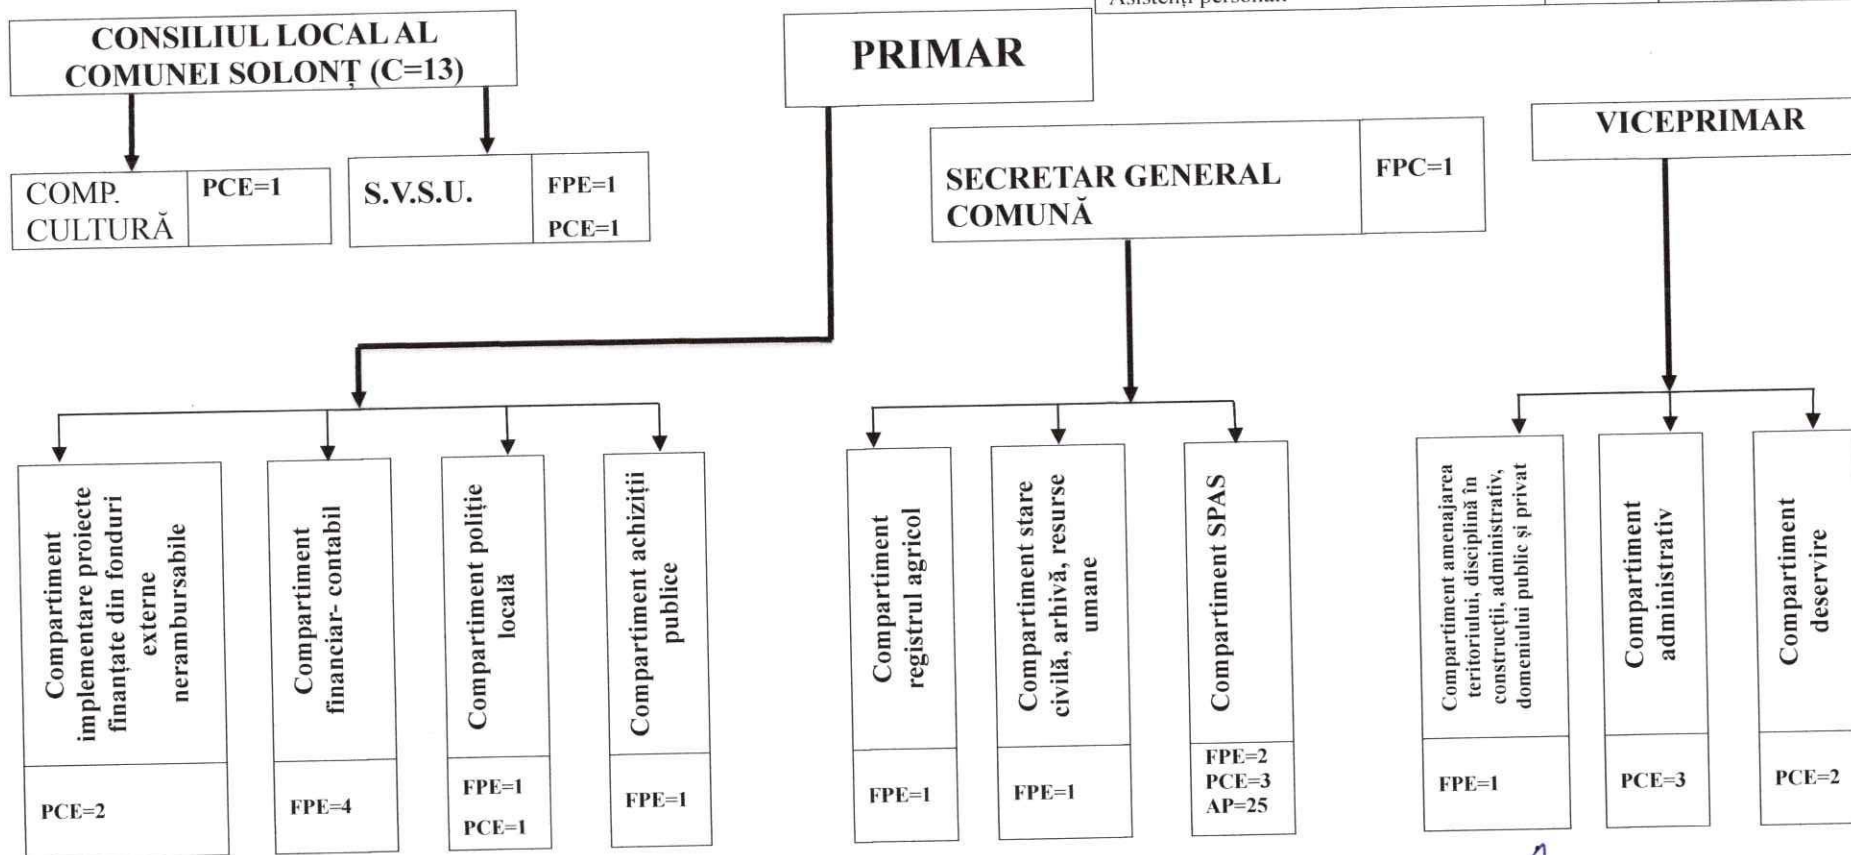 Asistenți personali
CONSILIUL LOCAL AL
COMUNEI SOLONȚ (C=13)
PRIMAR
VICEPRIMAR
COMP.
CULTURĂ
PCE=1
S.V.S.U.
FPE=1
PCE=1
SECRETAR GENERAL
COMUNĂ
FPC=1
Compartiment
implementare proiecte
finanțate din fonduri
externe
nerambursabile
PCE=2
Compartiment
financiar- contabil
FPE=4
Compartiment poliție
locală
FPE=1
PCE=1
Compartiment achiziții
publice
FPE=1
Compartiment
registrul agricol
FPE=1
Compartiment stare
civilă, arhivă, resurse
umane
FPE=1
Compartiment SPAS
FPE=2
PCE=3
AP=25
Compartiment amenajarea
teritoriului, disciplină în
construcții, administrativ,
domeniului public și privat
FPE=1
Compartiment
administrativ
PCE=3
Compartiment
deservire
PCE=2